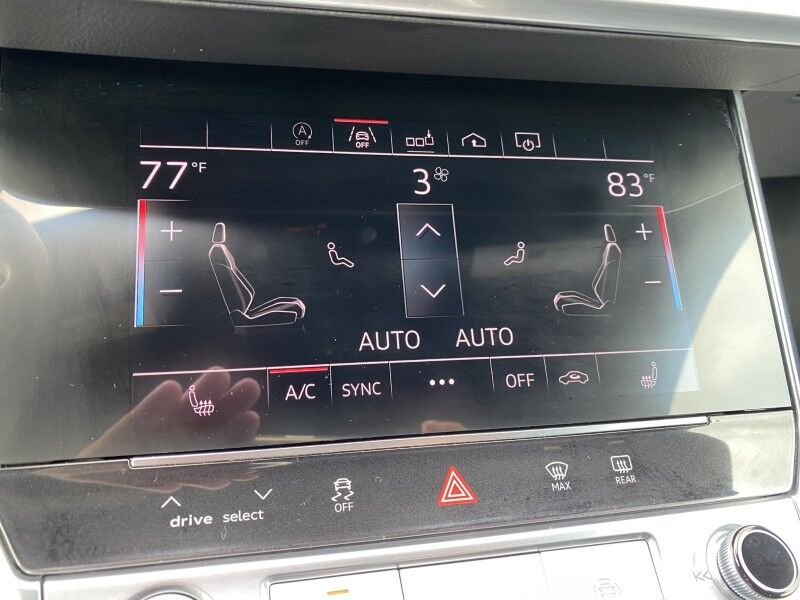 A
OFF
OFF
77 °F
3
83 °F
+
+
−
−
AUTO AUTO
A/C SYNC ••• OFF
drive select
OFF
MAX
REAR